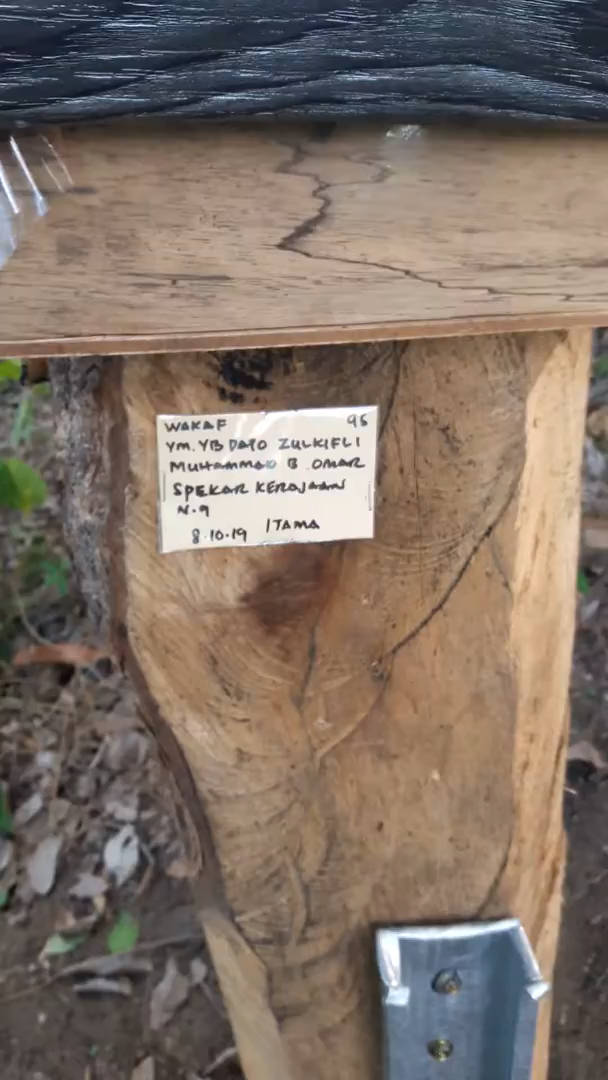 WAKAF 95
YM. YB DATO ZULKIFLI
MUHAMMAD B. OMAR
SPEKAR KERAJAAN
N.9
8.10.19 ITAMA